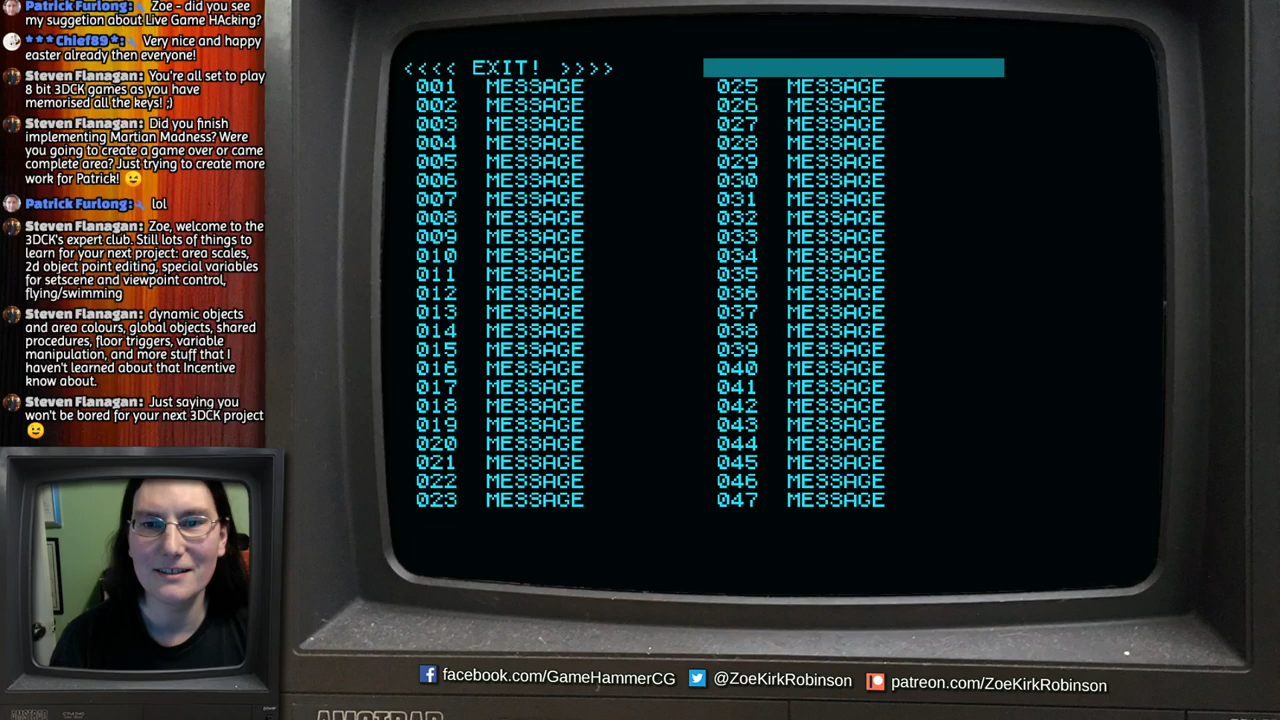 Patrick Furlong: Zoe - did you see
my suggetion about Live Game HAcking?
***Chief89*: Very nice and happy
easter already then everyone!
Steven Flanagan: You're all set to play
8 bit 3DCK games as you have
memorised all the keys! ;)
Steven Flanagan: Did you finish
implementing Martian Madness? Were
you going to create a game over or came
complete area? Just trying to create more
work for Patrick! 😉
Patrick Furlong: lol
Steven Flanagan: Zoe, welcome to the
3DCK's expert club. Still lots of things to
learn for your next project: area scales,
2d object point editing, special variables
for setscene and viewpoint control,
flying/swimming
Steven Flanagan: dynamic objects
and area colours, global objects, shared
procedures, floor triggers, variable
manipulation, and more stuff that I
haven't learned about that Incentive
know about.
Steven Flanagan: Just saying you
won't be bored for your next 3DCK project
😉
<<<< EXIT! >>>>
001 MESSAGE
002 MESSAGE
003 MESSAGE
004 MESSAGE
005 MESSAGE
006 MESSAGE
007 MESSAGE
008 MESSAGE
009 MESSAGE
010 MESSAGE
011 MESSAGE
012 MESSAGE
013 MESSAGE
014 MESSAGE
015 MESSAGE
016 MESSAGE
017 MESSAGE
018 MESSAGE
019 MESSAGE
020 MESSAGE
021 MESSAGE
022 MESSAGE
023 MESSAGE
025 MESSAGE
026 MESSAGE
027 MESSAGE
028 MESSAGE
029 MESSAGE
030 MESSAGE
031 MESSAGE
032 MESSAGE
033 MESSAGE
034 MESSAGE
035 MESSAGE
036 MESSAGE
037 MESSAGE
038 MESSAGE
039 MESSAGE
040 MESSAGE
041 MESSAGE
042 MESSAGE
043 MESSAGE
044 MESSAGE
045 MESSAGE
046 MESSAGE
047 MESSAGE
facebook.com/GameHammerCG @ZoeKirkRobinson patreon.com/ZoeKirkRobinson